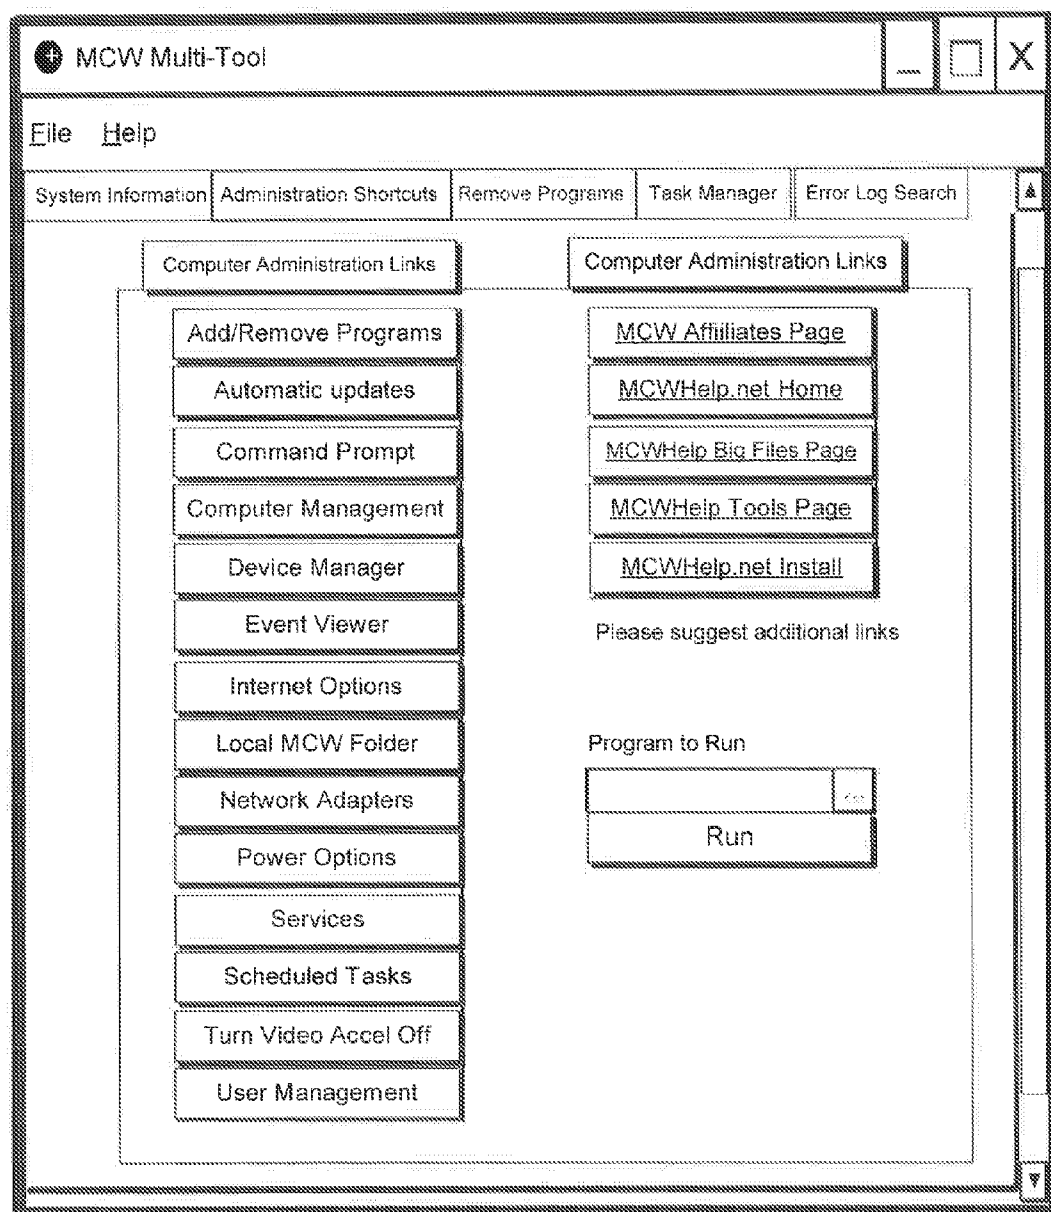 MCW Multi-Tool
File Help
System Information Administration Shortcuts Remove Programs Task Manager Error Log Search
Computer Administration Links
Add/Remove Programs
Automatic updates
Command Prompt
Computer Management
Device Manager
Event Viewer
Internet Options
Local MCW Folder
Network Adapters
Power Options
Services
Scheduled Tasks
Turn Video Accel Off
User Management
Computer Administration Links
MCW Affiiliates Page
MCWHelp.net Home
MCWHelp Big Files Page
MCWHelp Tools Page
MCWHelp.net Install
Please suggest additional links
Program to Run
...
Run